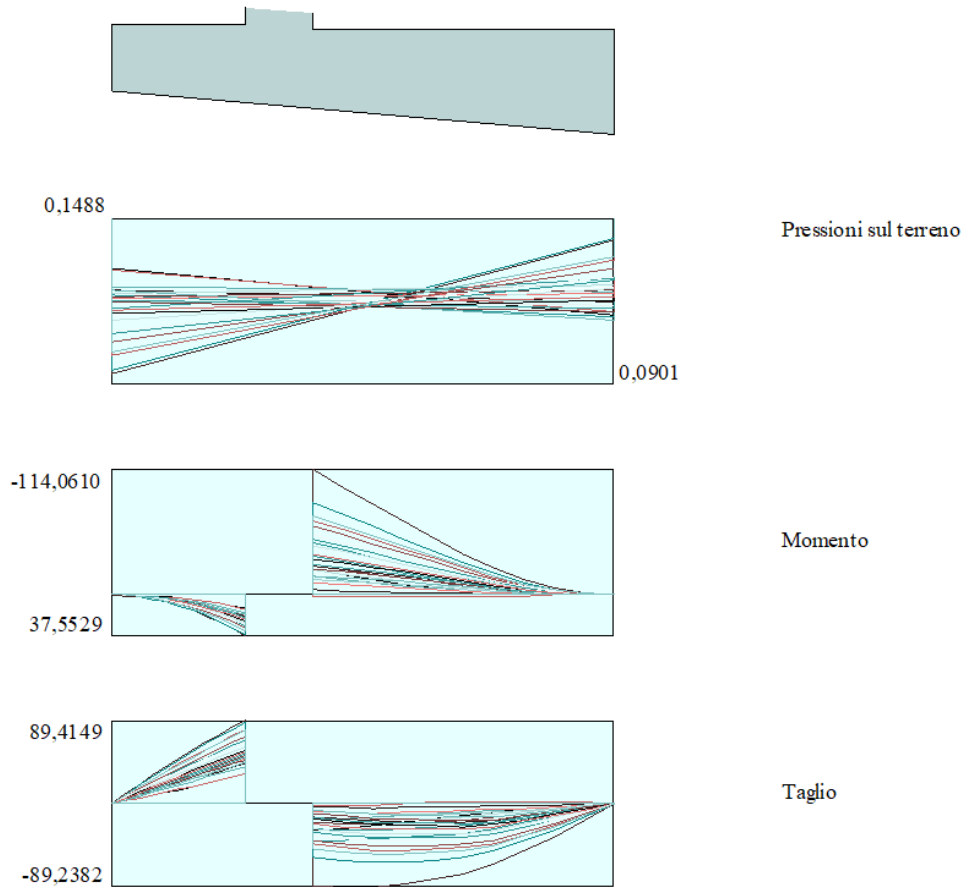 0,1488
Pressioni sul terreno
0,0901
-114,0610
Momento
37,5529
89,4149
Taglio
-89,2382